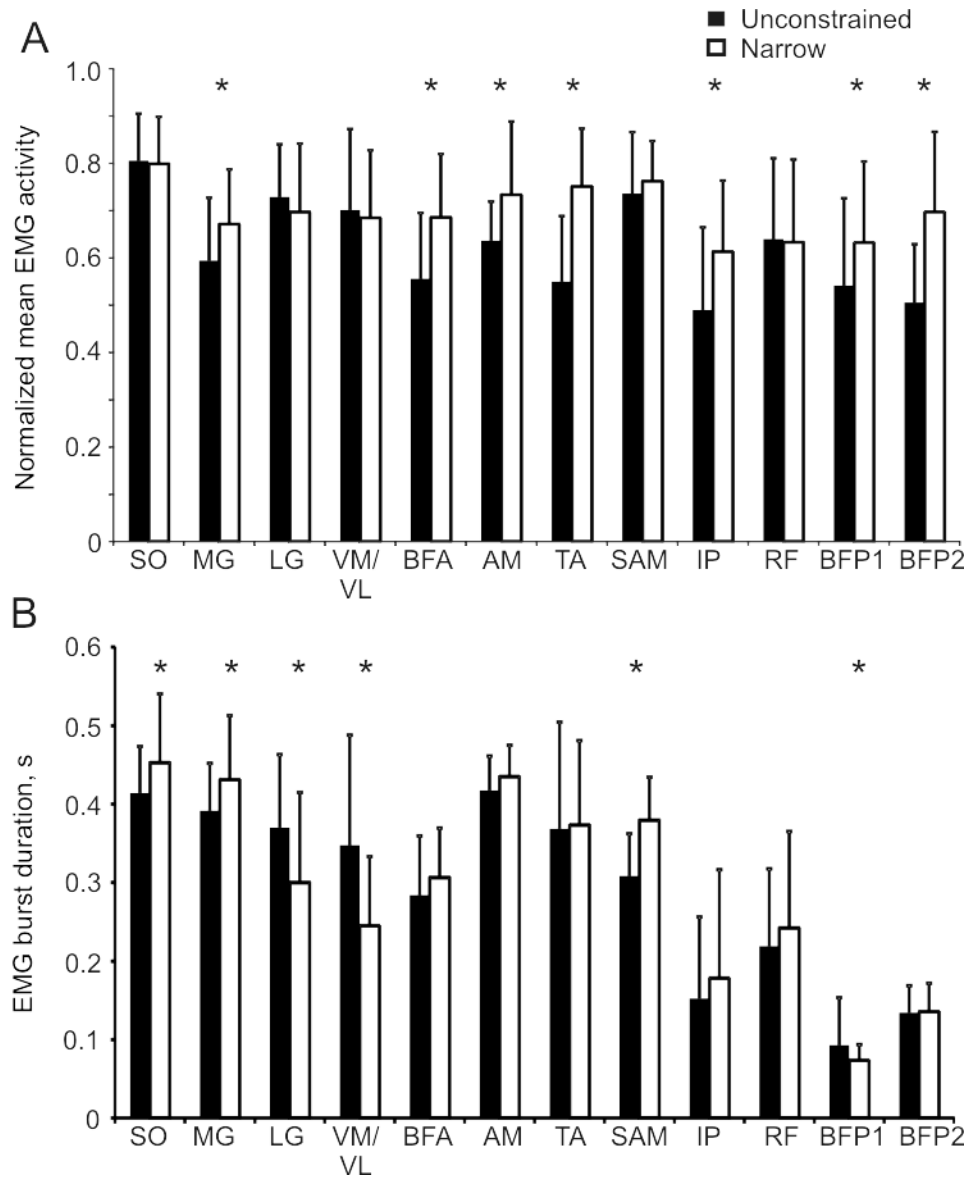 A
Unconstrained
Narrow
Normalized mean EMG activity
1.0
0.8
0.6
0.4
0.2
0
* * * * * * *
SO MG LG VM/VL BFA AM TA SAM IP RF BFP1 BFP2
B
EMG burst duration, s
0.6
0.5
0.4
0.3
0.2
0.1
0
* * * * * *
SO MG LG VM/VL BFA AM TA SAM IP RF BFP1 BFP2